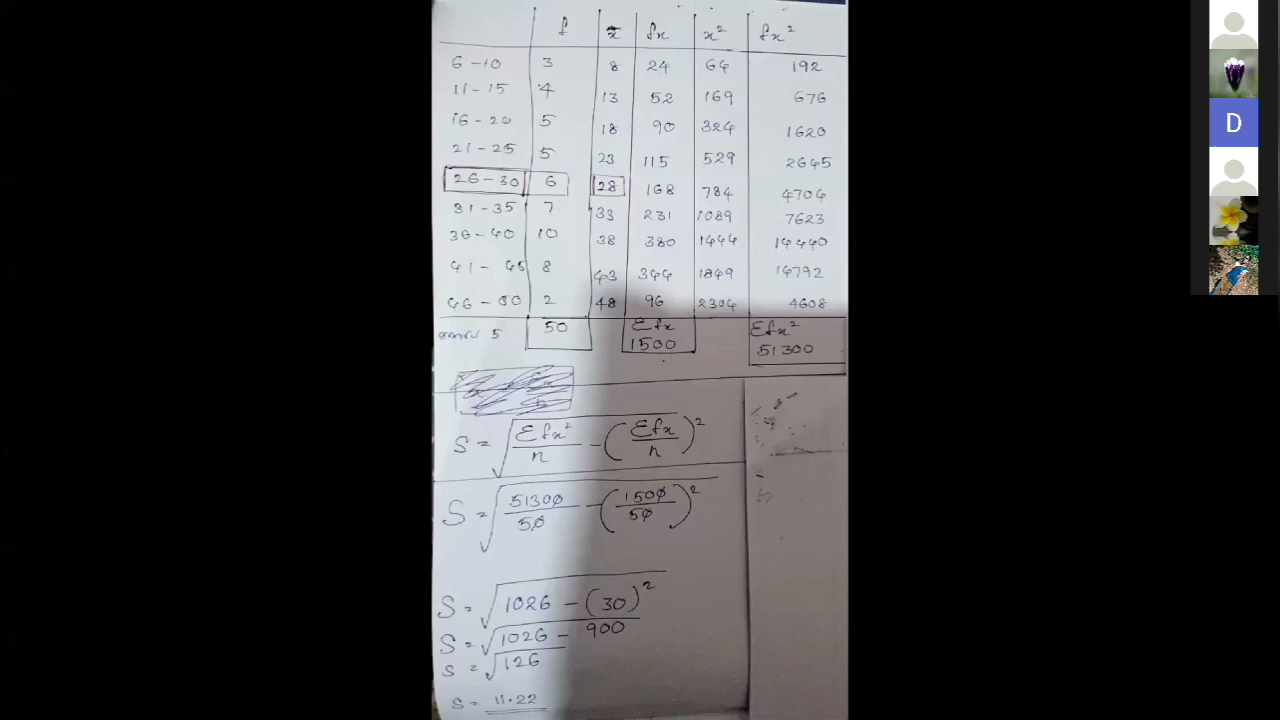 f x fx x² fx²
6-10 3 8 24 64 192
11-15 4 13 52 169 676
16-20 5 18 90 324 1620
21-25 5 23 115 529 2645
26-30 6 28 168 784 4704
31-35 7 33 231 1089 7623
36-40 10 38 380 1444 14440
41-45 8 43 344 1849 14792
46-50 2 48 96 2304 4608
5 50 Σfx 1500 Σfx² 51300
S = √Σfx²/n - (Σfx/n)²
S = √51300/50 - (1500/50)²
S = √1026 - (30)²
S = √1026 - 900
S = √126
S = 11.22
D